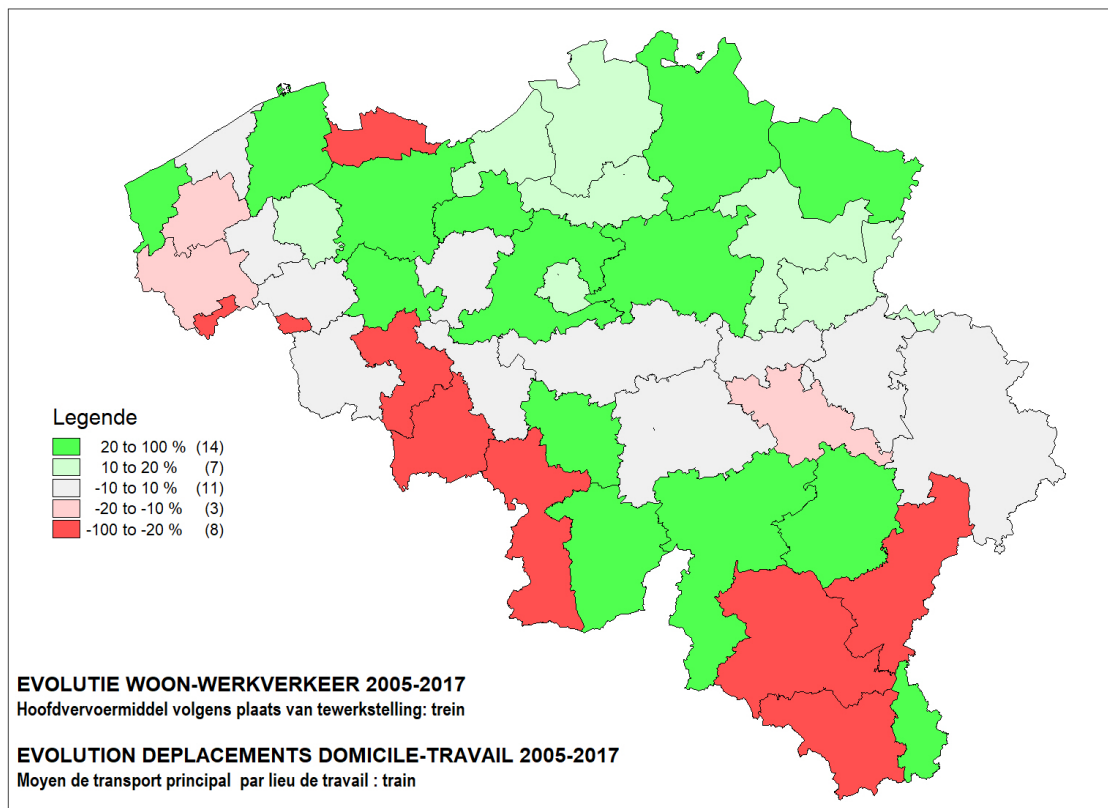 Legende
20 to 100 % (14)
10 to 20 % (7)
-10 to 10 % (11)
-20 to -10 % (3)
-100 to -20 % (8)
EVOLUTIE WOON-WERKVERKEER 2005-2017
Hoofdvervoermiddel volgens plaats van tewerkstelling: trein
EVOLUTION DEPLACEMENTS DOMICILE-TRAVAIL 2005-2017
Moyen de transport principal par lieu de travail : train